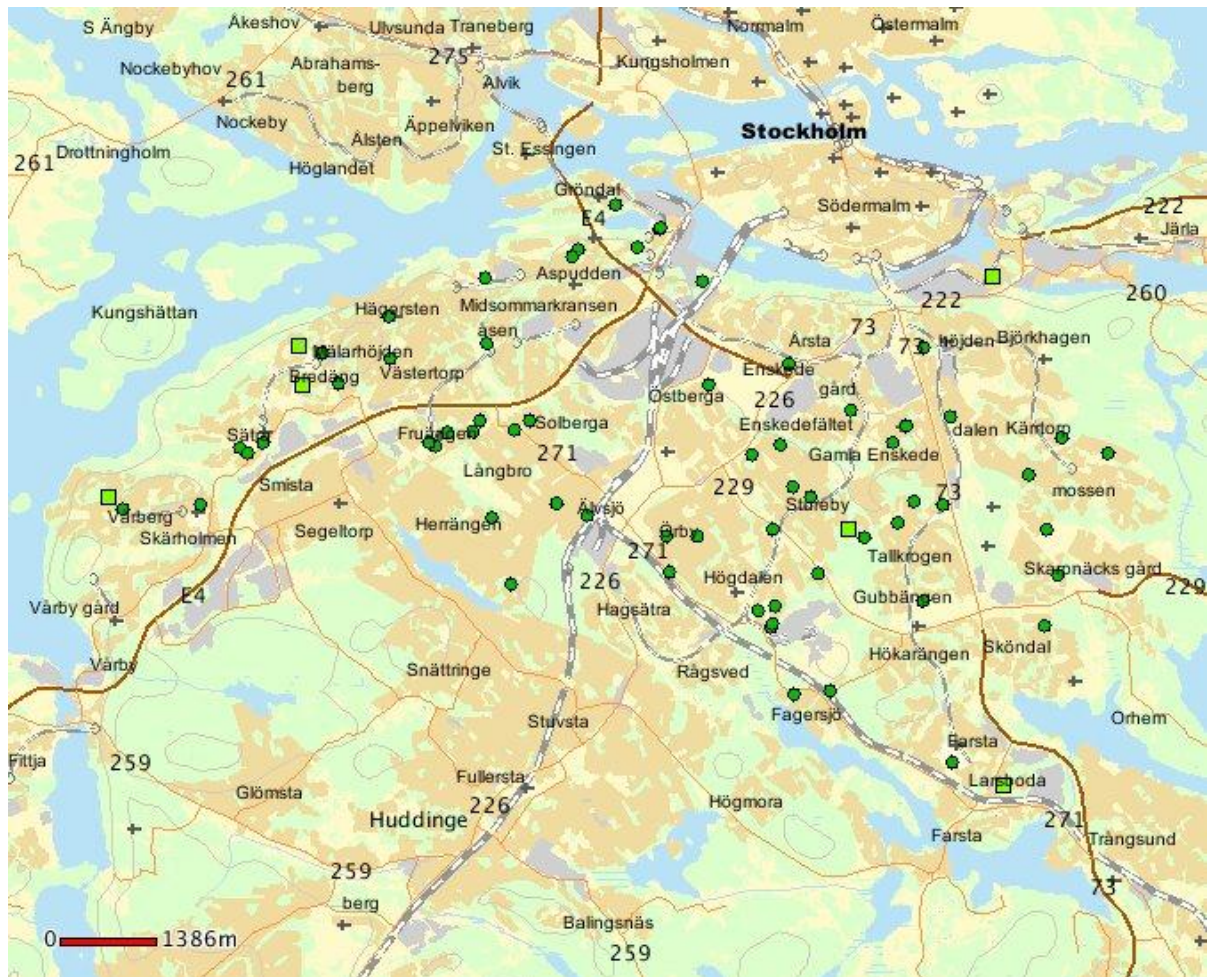 S Ängby
Åkeshov
Ulvsunda
Traneberg
Norrmalm
Östermalm
275
Kungsholmen
Nockebyhov
261
Abrahams-
berg
Alvik
Nockeby
Äppelviken
Ålsten
Stockholm
Drottningholm
261
Höglandet
St. Essingen
Gröndal
E4
Södermalm
222
Järla
Aspudden
Kungshättan
Hägersten
Midsommarkransen
åsen
222
260
73
Årsta
73
höjden
Björkhagen
Mälarhöjden
Bredäng
Västertorp
Enskede
gård
Östberga
226
Sätra
Fruängen
Solberga
Enskedefältet
dalen
Kärrtorp
271
Gamla Enskede
Långbro
Smista
229
Stureby
73
mossen
Vårberg
Skärholmen
Segeltorp
Herrängen
Älvsjö
Örby
Tallkrogen
271
Skarpnäcks gård
Vårby gård
E4
226
Högdalen
Gubbängen
229
Hagsätra
Vårby
Snättringe
Rågsved
Hökarängen
Sköndal
Stuvsta
Fagersjö
Orhem
Fittja
259
Farsta
Glömsta
Fullersta
226
Larsboda
Huddinge
Högmora
271
Farsta
Trångsund
259
73
berg
Balingsnäs
0
1386m
259